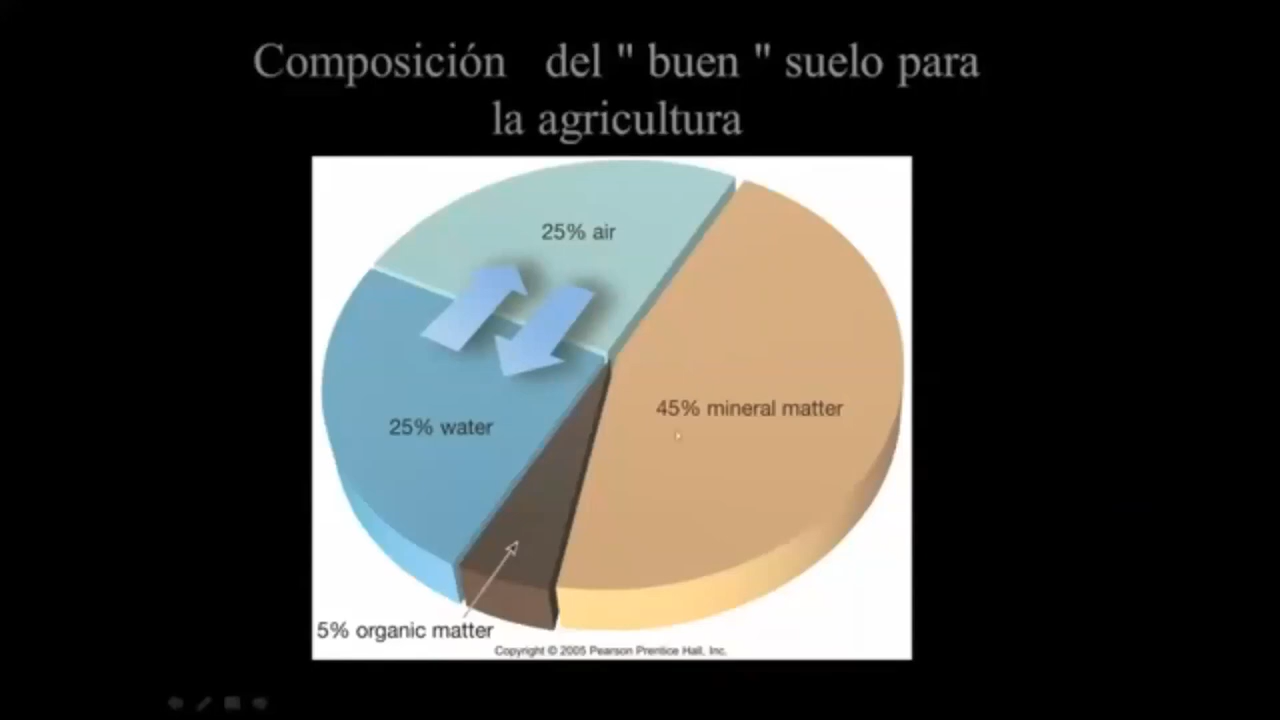 Composición del " buen " suelo para
la agricultura
25% air
45% mineral matter
25% water
5% organic matter
Copyright © 2005 Pearson Prentice Hall, Inc.